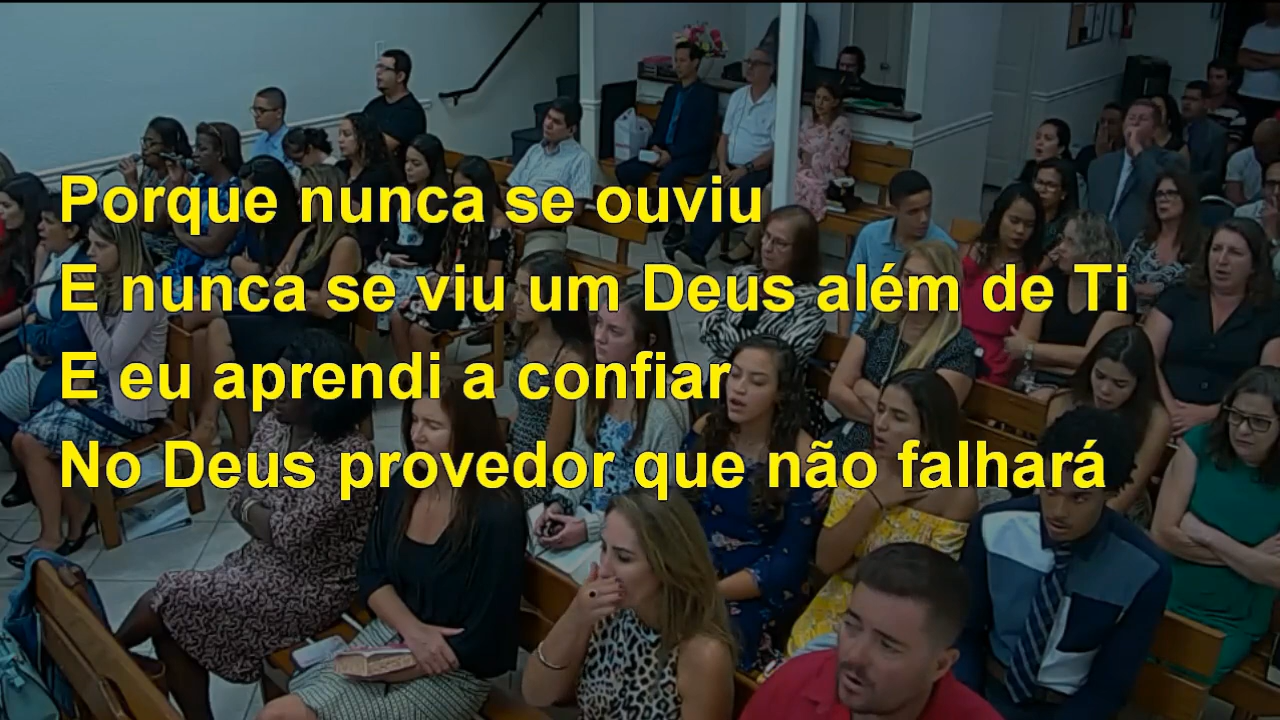 Porque nunca se ouviu
E nunca se viu um Deus além de Ti
E eu aprendi a confiar
No Deus provedor que não falhará